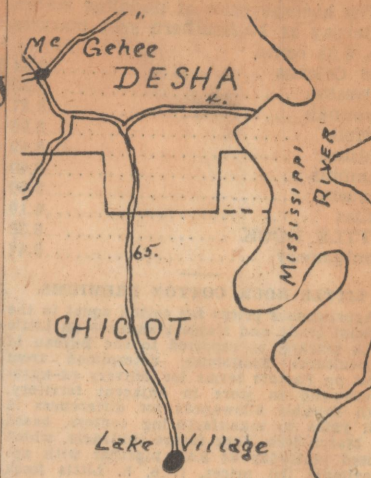 Mc Gehee
DESHA
MISSISSIPPI
RIVER
65.
CHICOT
Lake Village